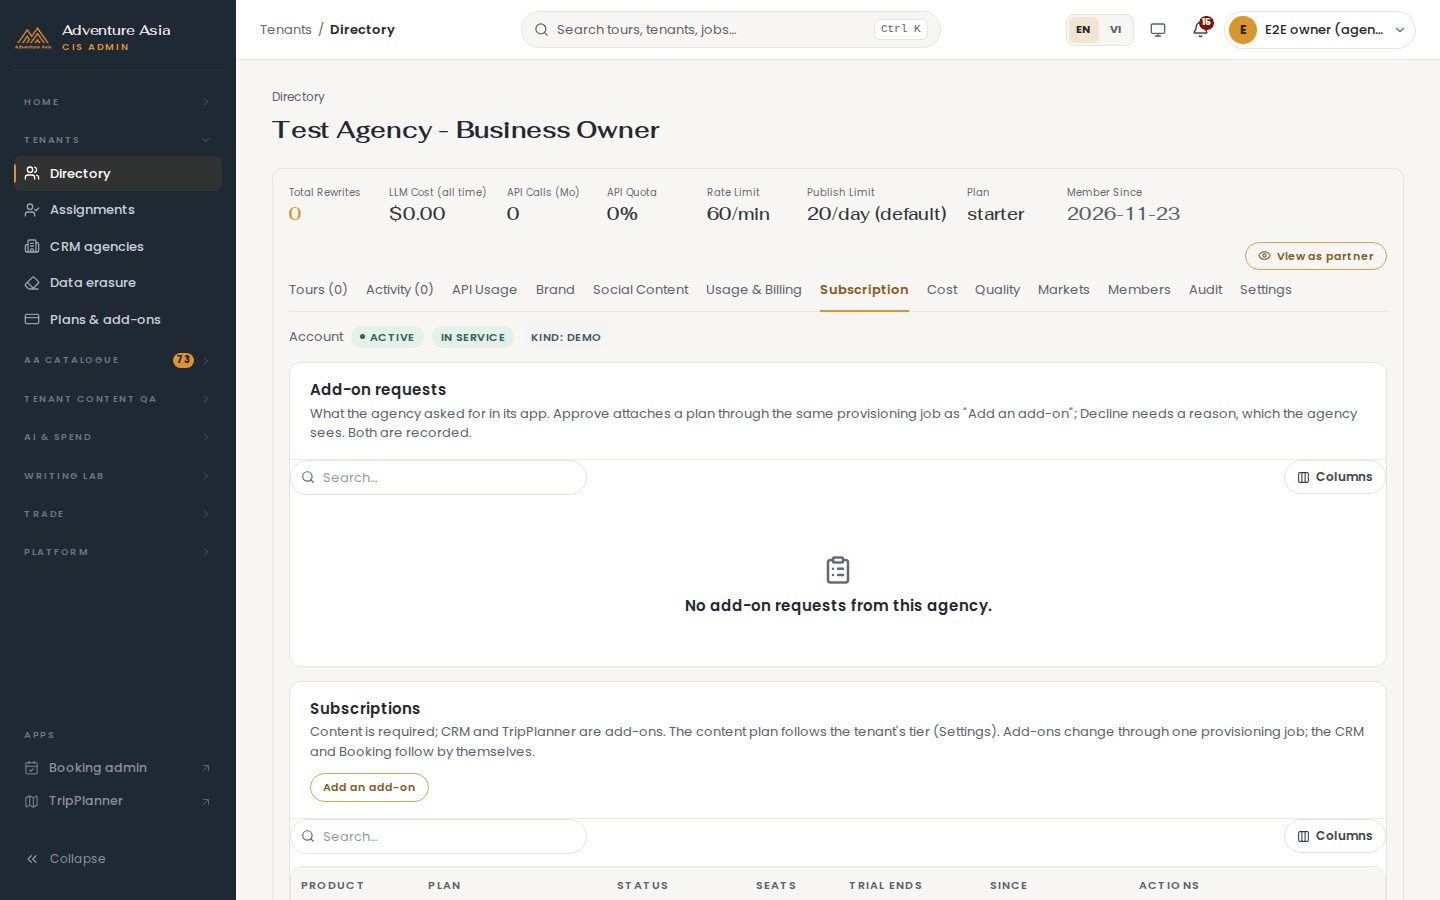 Adventure Asia
Adventure Asia
CIS ADMIN
HOME
TENANTS
Directory
Assignments
CRM agencies
Data erasure
Plans & add-ons
AA CATALOGUE 73
TENANT CONTENT QA
AI & SPEND
WRITING LAB
TRADE
PLATFORM
APPS
Booking admin
TripPlanner
Collapse
Tenants / Directory
Search tours, tenants, jobs... Ctrl K
EN VI
15
E E2E owner (agen...
Directory
Test Agency - Business Owner
Total Rewrites LLM Cost (all time) API Calls (Mo) API Quota Rate Limit Publish Limit Plan Member Since
0 $0.00 0 0% 60/min 20/day (default) starter 2026-11-23
View as partner
Tours (0) Activity (0) API Usage Brand Social Content Usage & Billing Subscription Cost Quality Markets Members Audit Settings
Account ACTIVE IN SERVICE KIND: DEMO
Add-on requests
What the agency asked for in its app. Approve attaches a plan through the same provisioning job as "Add an add-on"; Decline needs a reason, which the agency
sees. Both are recorded.
Search... Columns
No add-on requests from this agency.
Subscriptions
Content is required; CRM and TripPlanner are add-ons. The content plan follows the tenant's tier (Settings). Add-ons change through one provisioning job; the CRM
and Booking follow by themselves.
Add an add-on
Search... Columns
PRODUCT PLAN STATUS SEATS TRIAL ENDS SINCE ACTIONS